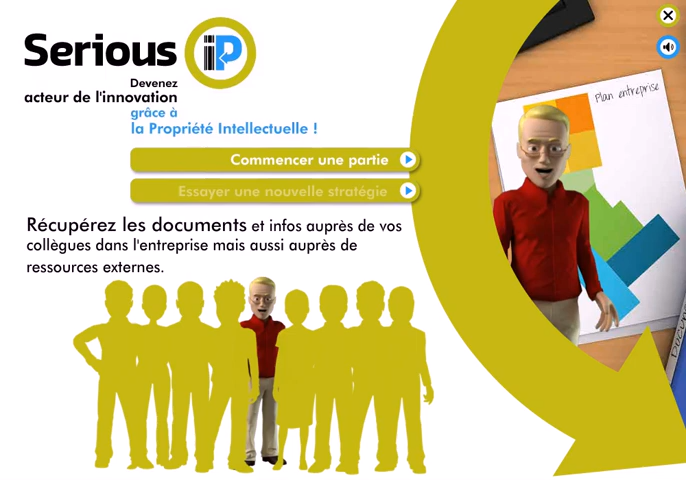 Serious iP
Devenez
acteur de l'innovation
grâce à
la Propriété Intellectuelle !
Commencer une partie
Essayer une nouvelle stratégie
Récupérez les documents et infos auprès de vos
collègues dans l'entreprise mais aussi auprès de
ressources externes.
Plan entreprise